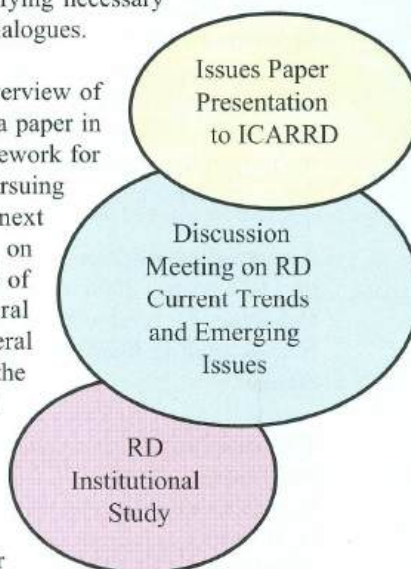 necessary
alogues.
erview of
a paper in
ework for
rsuing
next
on
of
ral
eral
the
Issues Paper
Presentation
to ICARRD
Discussion
Meeting on RD
Current Trends
and Emerging
Issues
RD
Institutional
Study